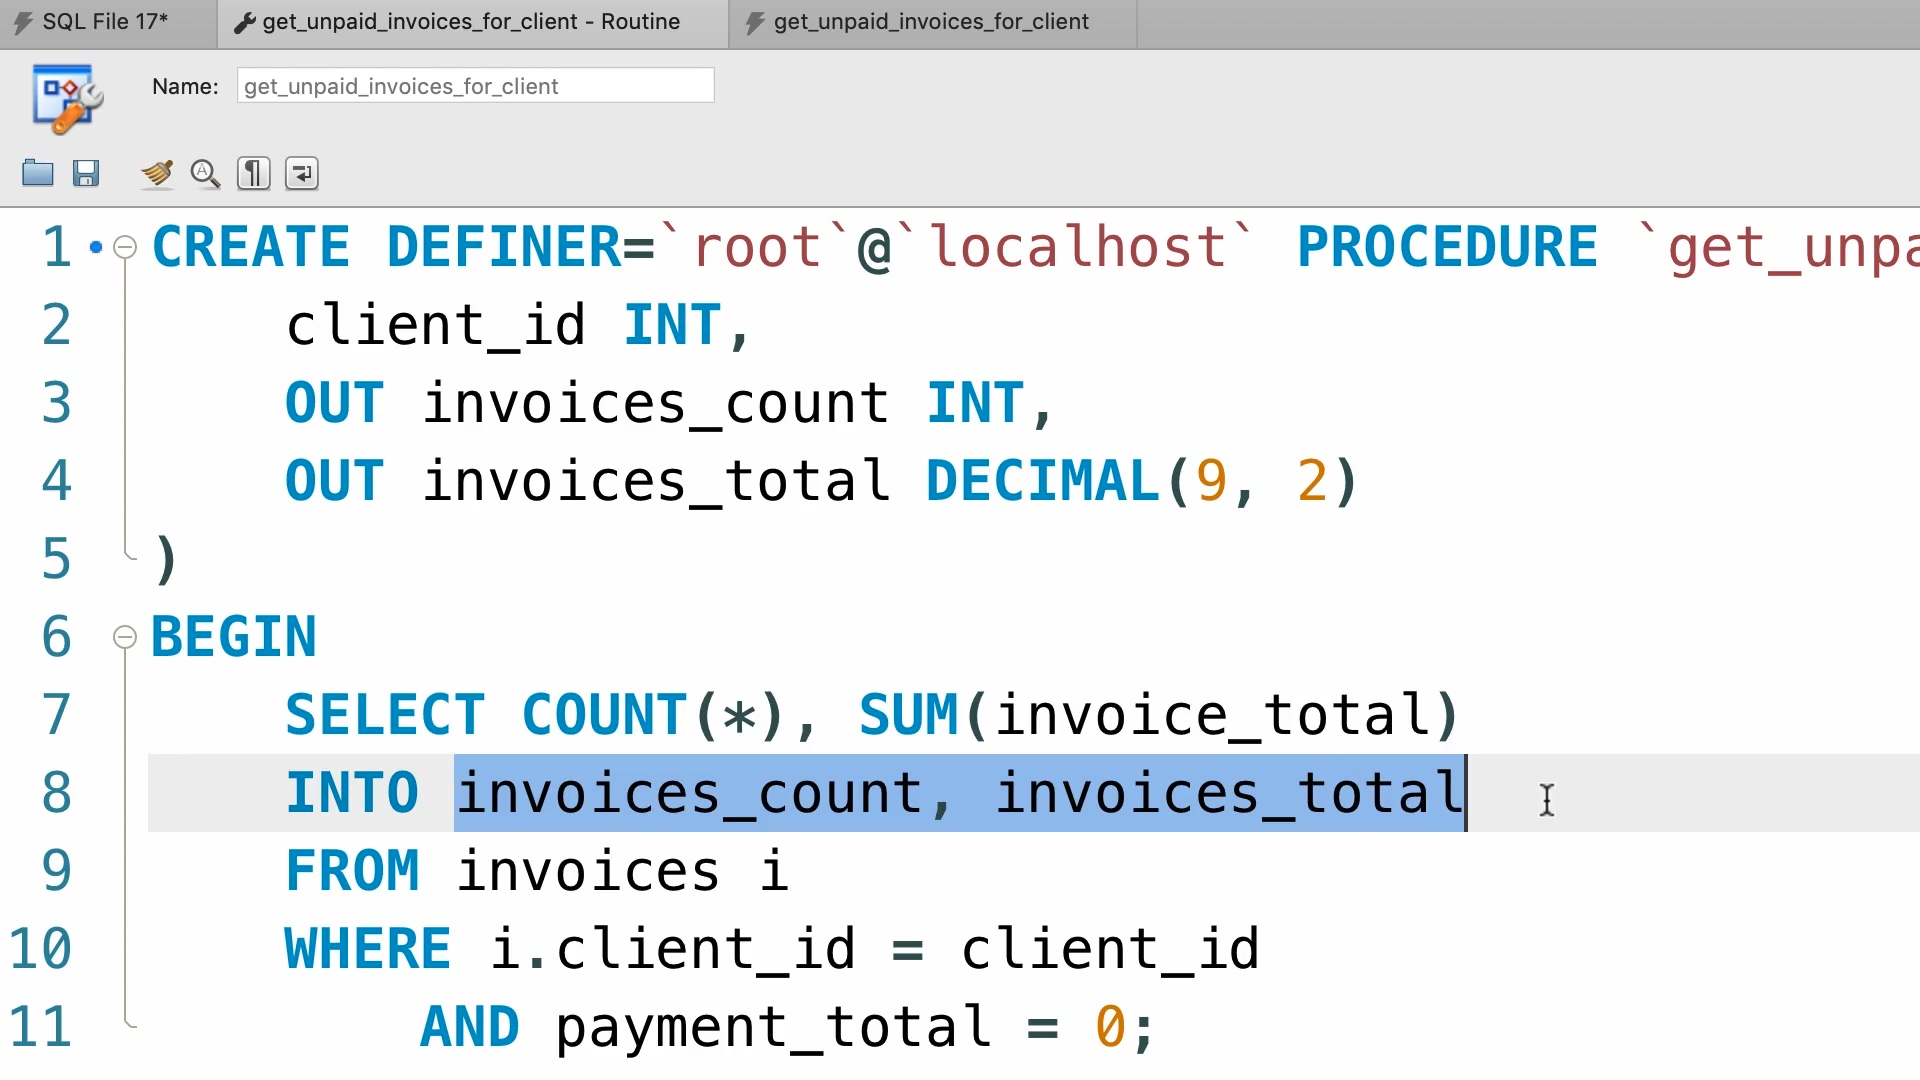 SQL File 17*
get_unpaid_invoices_for_client - Routine
get_unpaid_invoices_for_client
Name: get_unpaid_invoices_for_client
1 CREATE DEFINER=`root`@`localhost` PROCEDURE `get_unpa
2 client_id INT,
3 OUT invoices_count INT,
4 OUT invoices_total DECIMAL(9, 2)
5 )
6 BEGIN
7 SELECT COUNT(*), SUM(invoice_total)
8 INTO invoices_count, invoices_total
9 FROM invoices i
10 WHERE i.client_id = client_id
11 AND payment_total = 0;